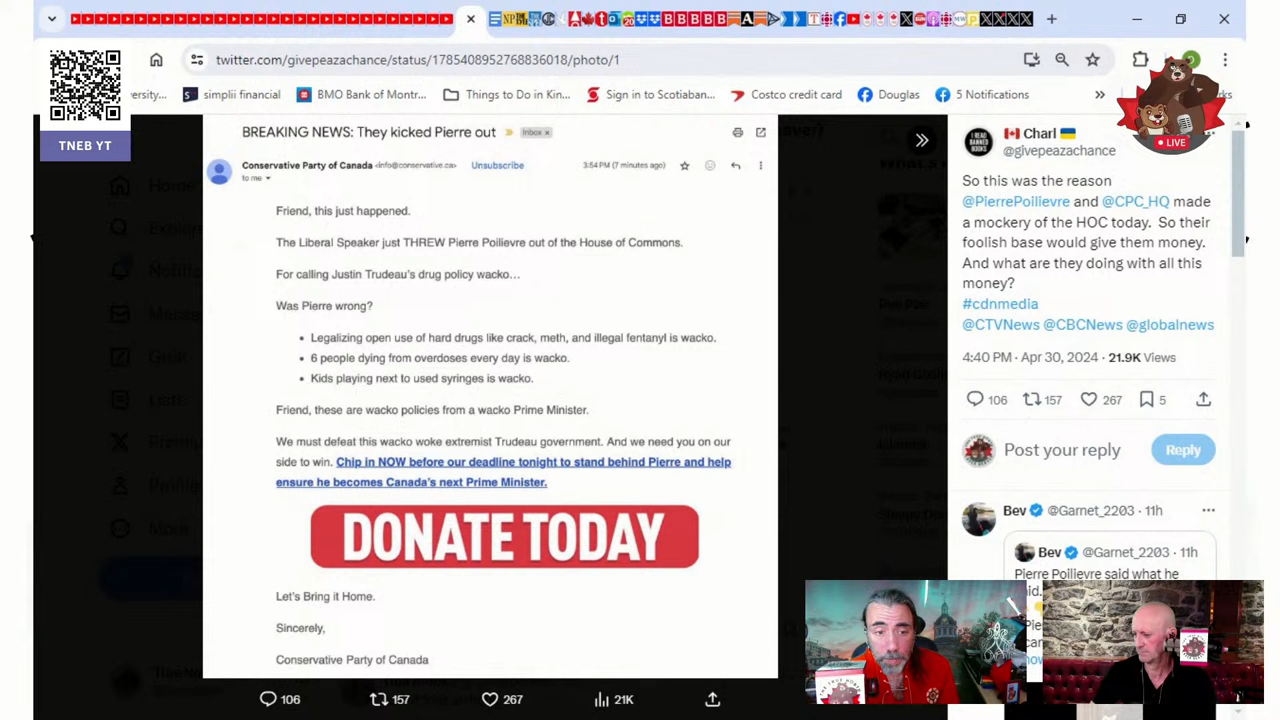 twitter.com/givepeazachance/status/1785408952768836018/photo/1
iversity...
simplii financial
BMO Bank of Montr...
Things to Do in Kin...
Sign in to Scotiaban...
Costco credit card
Douglas
5 Notifications
TNEB YT
LIVE
BREAKING NEWS: They kicked Pierre out
Inbox x
Conservative Party of Canada <info@conservative.ca> Unsubscribe
3:54 PM (7 minutes ago)
to me
Friend, this just happened.
The Liberal Speaker just THREW Pierre Poilievre out of the House of Commons.
For calling Justin Trudeau's drug policy wacko…
Was Pierre wrong?
• Legalizing open use of hard drugs like crack, meth, and illegal fentanyl is wacko.
• 6 people dying from overdoses every day is wacko.
• Kids playing next to used syringes is wacko.
Friend, these are wacko policies from a wacko Prime Minister.
We must defeat this wacko woke extremist Trudeau government. And we need you on our
side to win. Chip in NOW before our deadline tonight to stand behind Pierre and help
ensure he becomes Canada's next Prime Minister.
DONATE TODAY
Let's Bring it Home.
Sincerely,
Conservative Party of Canada
106
157
267
21K
Charl
@givepeazachance
So this was the reason
@PierrePoilievre and @CPC_HQ made
a mockery of the HOC today. So their
foolish base would give them money.
And what are they doing with all this
money?
#cdnmedia
@CTVNews @CBCNews @globalnews
4:40 PM · Apr 30, 2024 · 21.9K Views
106
157
267
5
Post your reply
Reply
Bev @Garnet_2203 · 11h
Bev @Garnet_2203 · 11h
Pierre Poilievre said what he